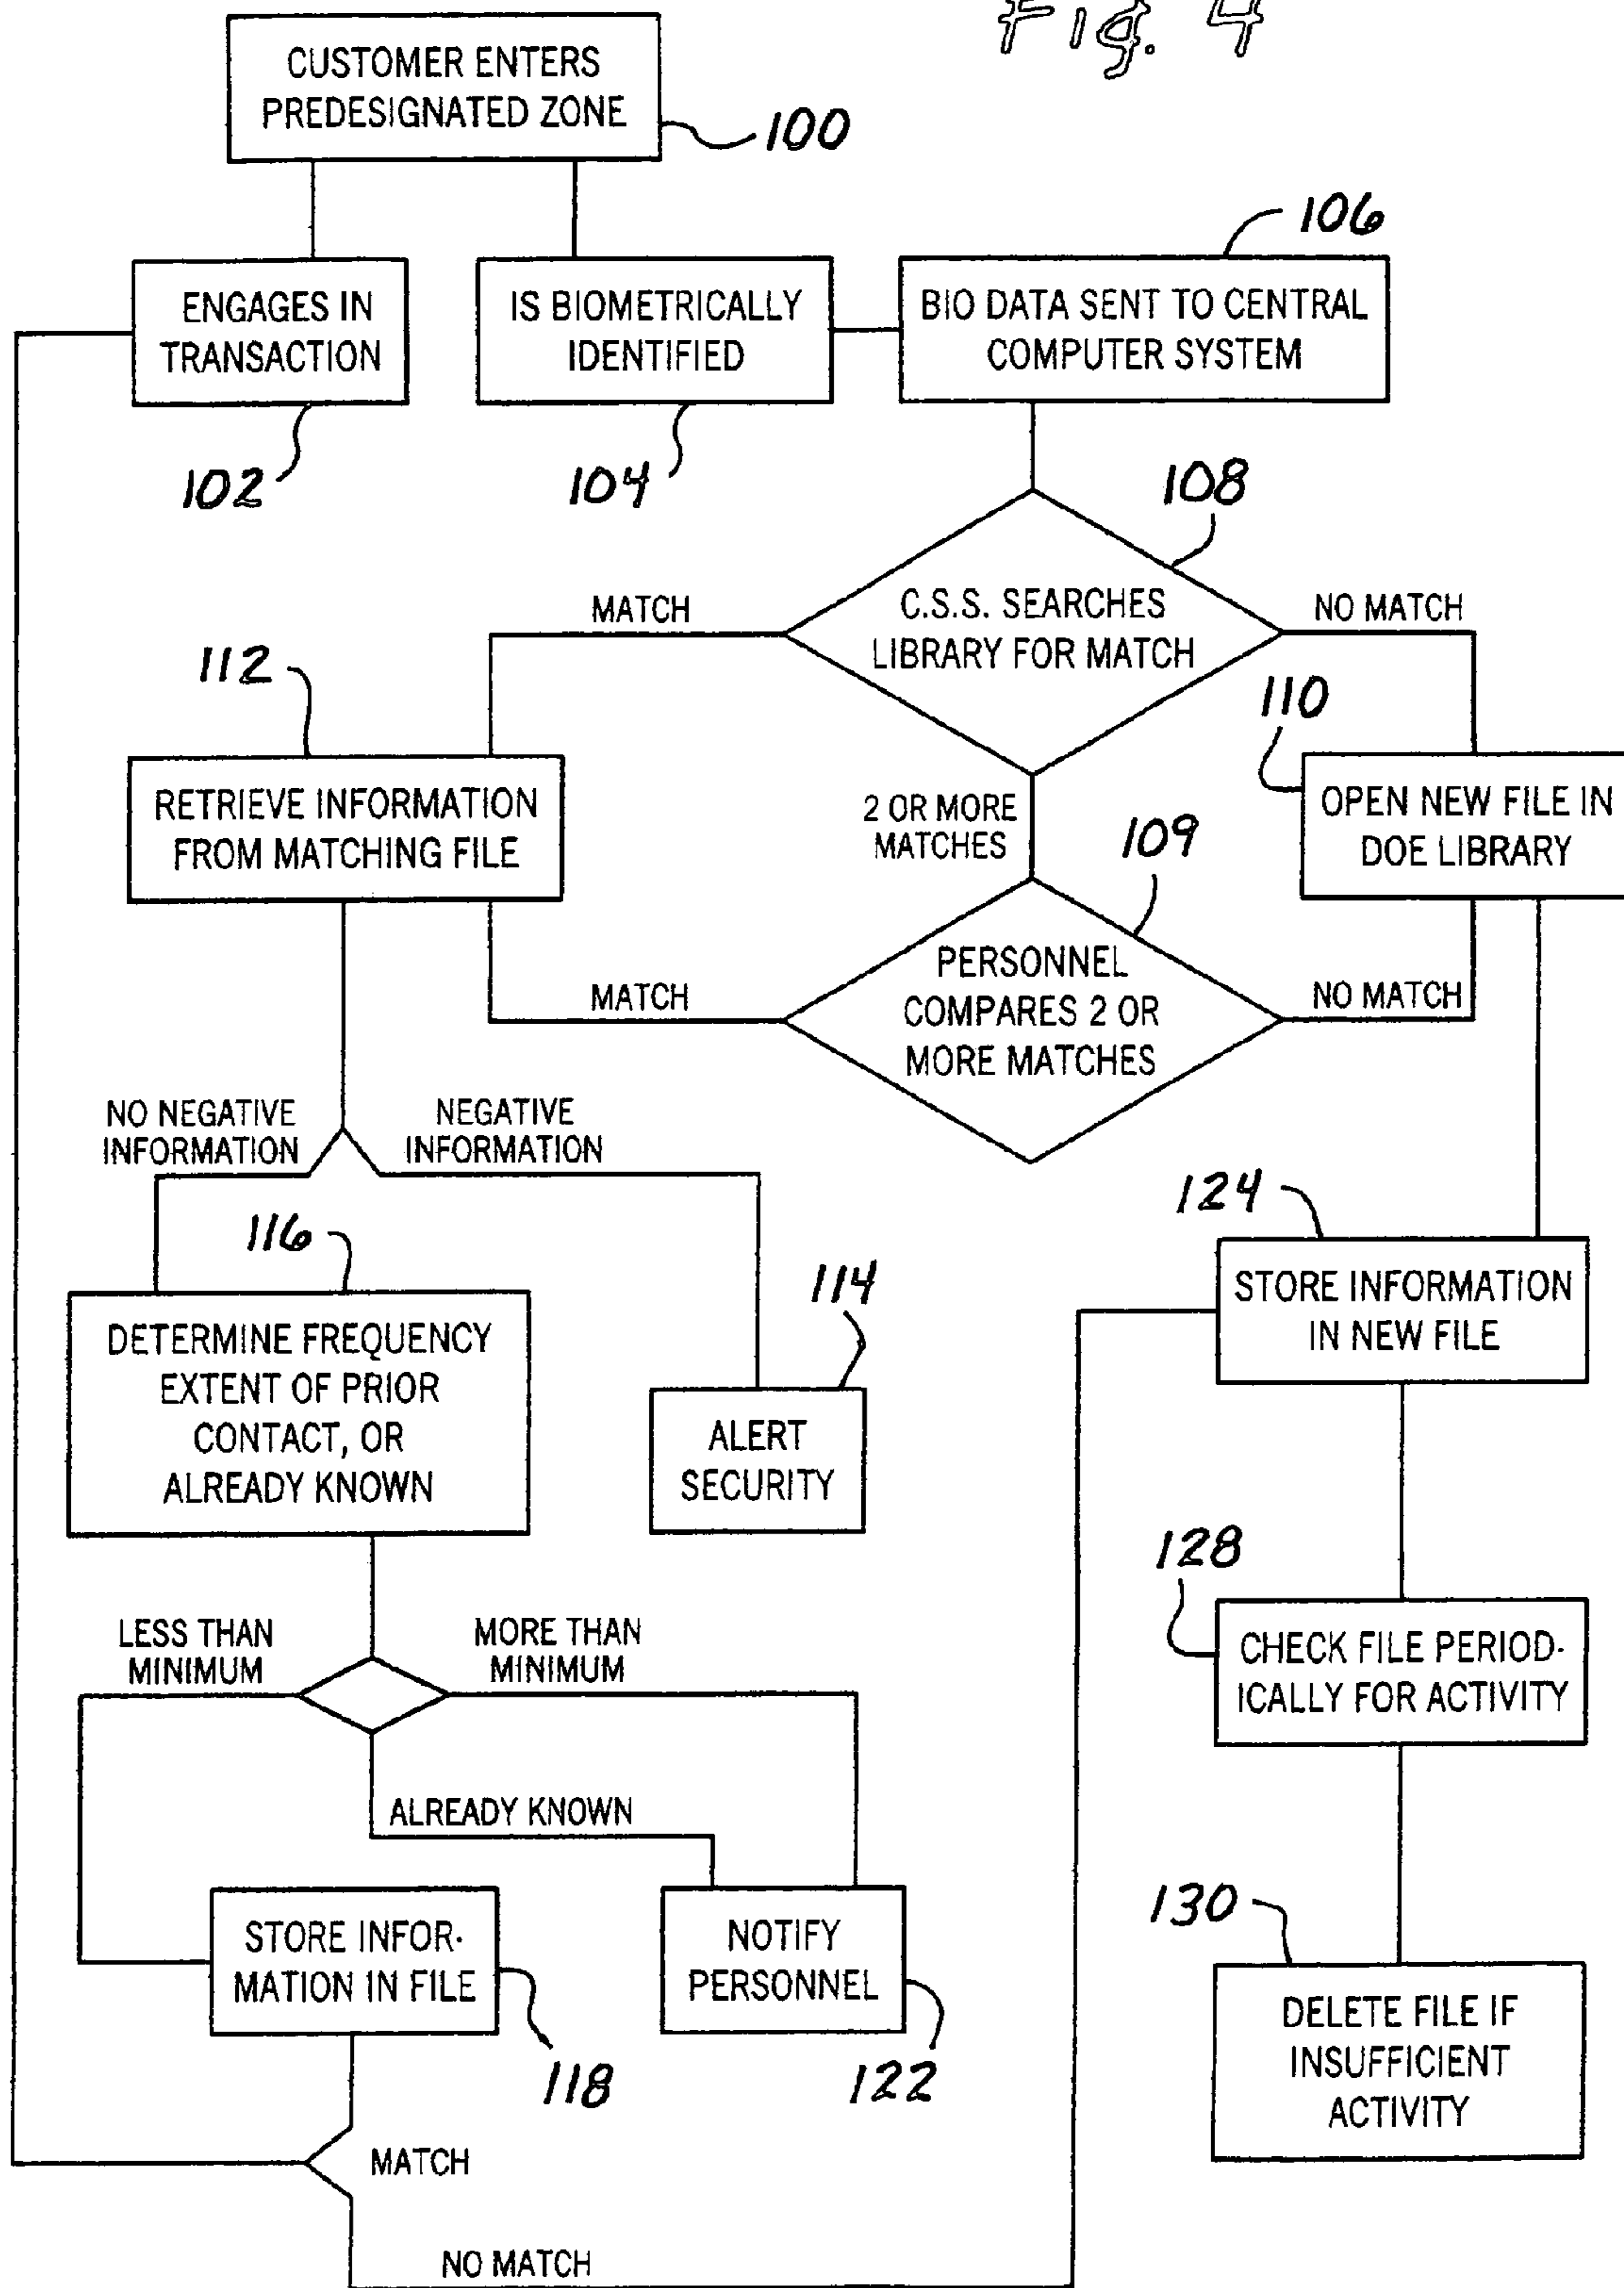 Fig. 4
CUSTOMER ENTERS
PREDESIGNATED ZONE
100
ENGAGES IN
TRANSACTION
102
IS BIOMETRICALLY
IDENTIFIED
104
BIO DATA SENT TO CENTRAL
COMPUTER SYSTEM
106
C.S.S. SEARCHES
LIBRARY FOR MATCH
108
MATCH
NO MATCH
112
RETRIEVE INFORMATION
FROM MATCHING FILE
2 OR MORE
MATCHES
109
110
OPEN NEW FILE IN
DOE LIBRARY
PERSONNEL
COMPARES 2 OR
MORE MATCHES
MATCH
NO MATCH
NO NEGATIVE
INFORMATION
NEGATIVE
INFORMATION
116
DETERMINE FREQUENCY
EXTENT OF PRIOR
CONTACT, OR
ALREADY KNOWN
114
ALERT
SECURITY
124
STORE INFORMATION
IN NEW FILE
128
CHECK FILE PERIOD-
ICALLY FOR ACTIVITY
LESS THAN
MINIMUM
MORE THAN
MINIMUM
ALREADY KNOWN
STORE INFOR-
MATION IN FILE
118
NOTIFY
PERSONNEL
122
130
DELETE FILE IF
INSUFFICIENT
ACTIVITY
MATCH
NO MATCH